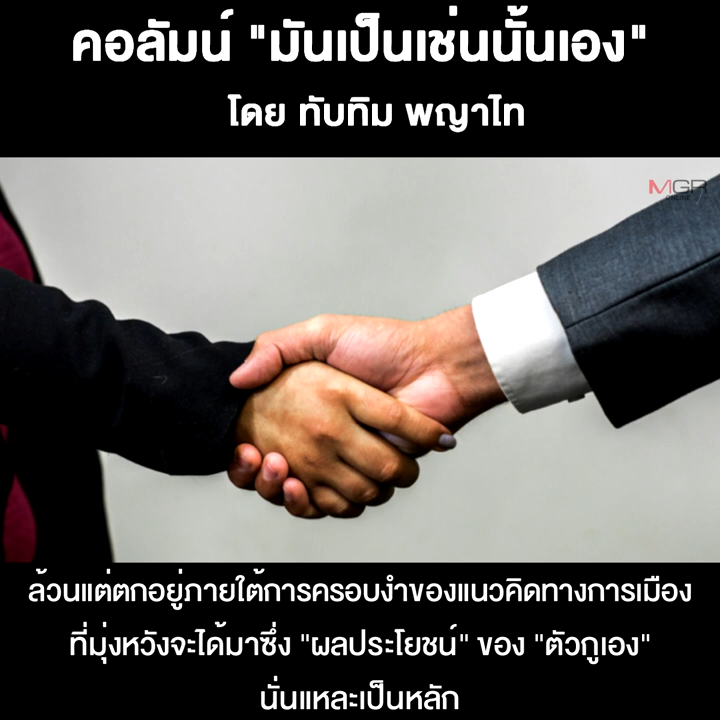 คอลัมน์ "มันเป็นเช่นนั้นเอง"
โดย ทับทิม พญาไท
MGR
ONLINE
ล้วนแต่ตกอยู่ภายใต้การครอบงำของแนวคิดทางการเมือง
ที่มุ่งหวังจะได้มาซึ่ง "ผลประโยชน์" ของ "ตัวกูเอง"
นั่นแหละเป็นหลัก